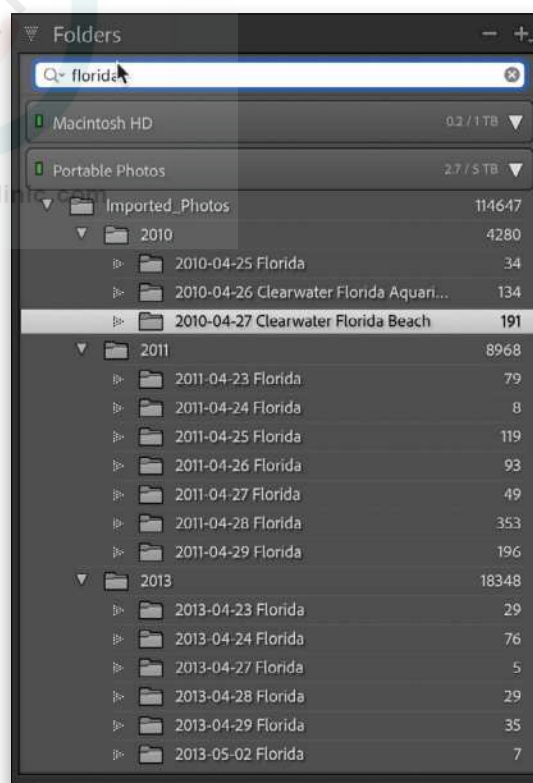 Folders
florida
Macintosh HD 0.2 / 1 TB
Portable Photos 2.7 / 5 TB
Imported_Photos 114647
2010 4280
2010-04-25 Florida 34
2010-04-26 Clearwater Florida Aquari... 134
2010-04-27 Clearwater Florida Beach 191
2011 8968
2011-04-23 Florida 79
2011-04-24 Florida 8
2011-04-25 Florida 119
2011-04-26 Florida 93
2011-04-27 Florida 49
2011-04-28 Florida 353
2011-04-29 Florida 196
2013 18348
2013-04-23 Florida 29
2013-04-24 Florida 76
2013-04-27 Florida 5
2013-04-28 Florida 29
2013-04-29 Florida 35
2013-05-02 Florida 7